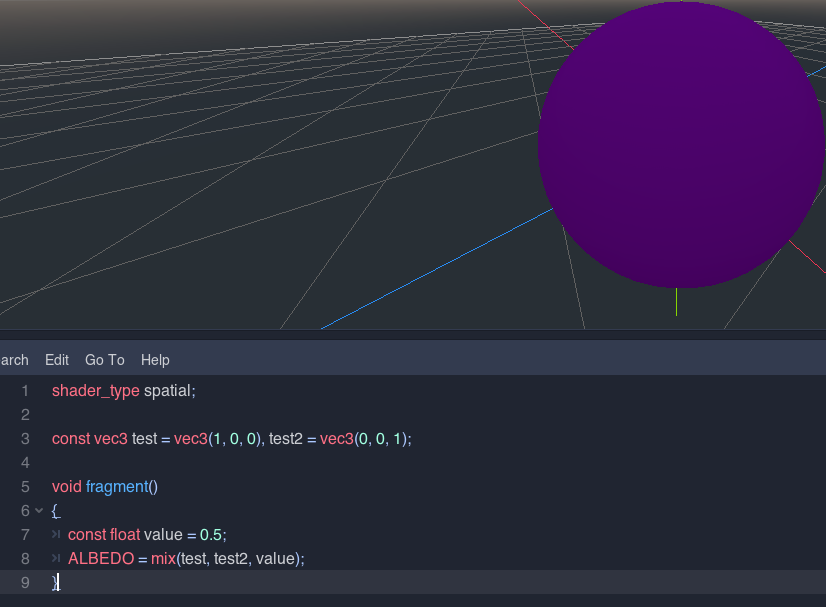 arch Edit Go To Help
1 shader_type spatial;
2
3 const vec3 test = vec3(1, 0, 0), test2 = vec3(0, 0, 1);
4
5 void fragment()
6 {
7 const float value = 0.5;
8 ALBEDO = mix(test, test2, value);
9 }